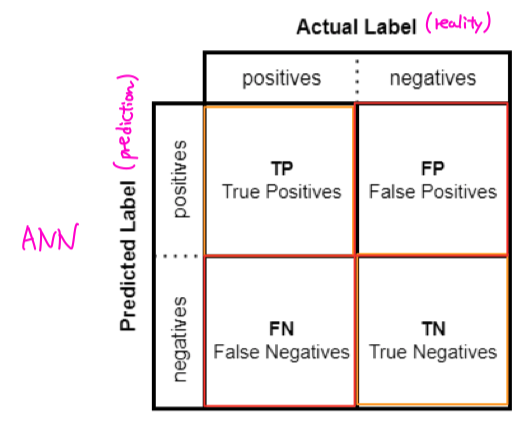 Actual Label (reality)
positives
negatives
Predicted Label (prediction)
positives
TP
True Positives
FP
False Positives
ANN
negatives
FN
False Negatives
TN
True Negatives